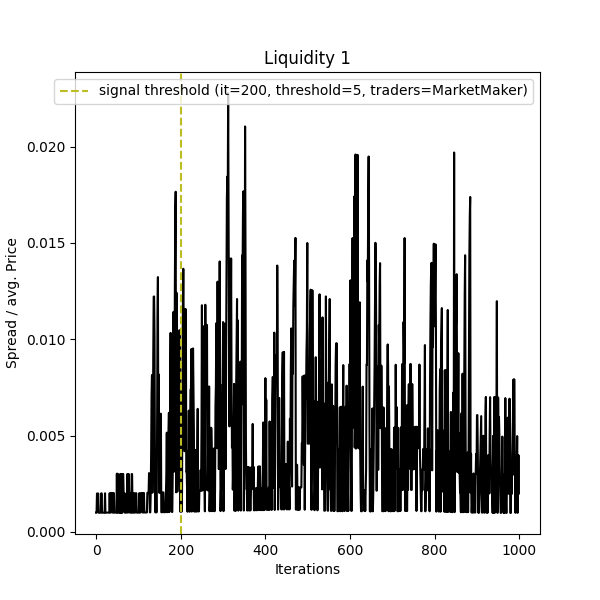 Liquidity 1
signal threshold (it=200, threshold=5, traders=MarketMaker)
Spread / avg. Price
0.020
0.015
0.010
0.005
0.000
0 200 400 600 800 1000
Iterations